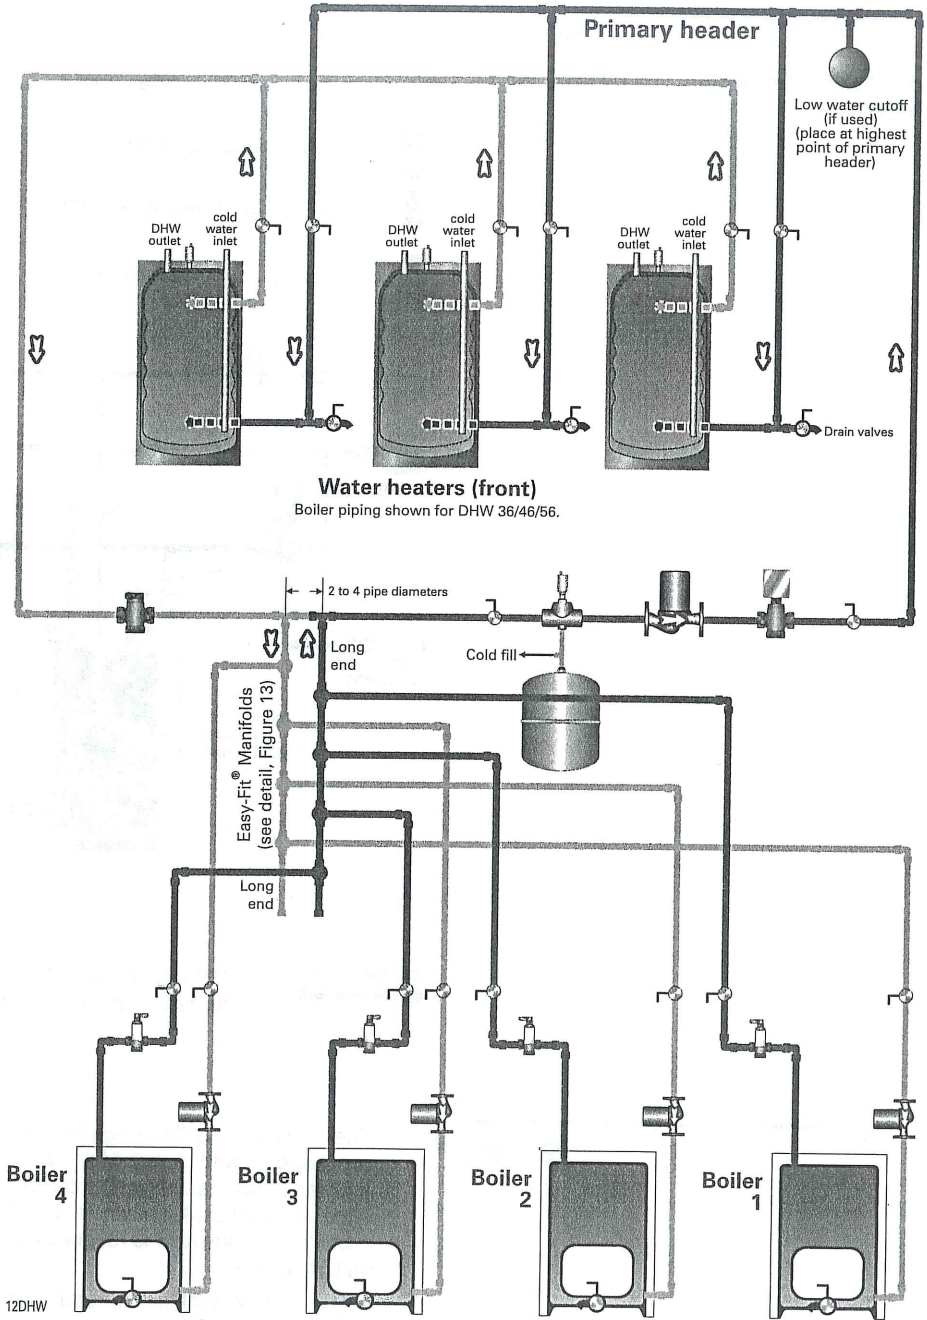 Primary header
Low water cutoff
(if used)
(place at highest
point of primary
header)
DHW
outlet
cold
water
inlet
DHW
outlet
cold
water
inlet
DHW
outlet
cold
water
inlet
Drain valves
Water heaters (front)
Boiler piping shown for DHW 36/46/56.
2 to 4 pipe diameters
Long
end
Cold fill
Easy-Fit® Manifolds
(see detail, Figure 13)
Long
end
Boiler
4
Boiler
3
Boiler
2
Boiler
1
12DHW